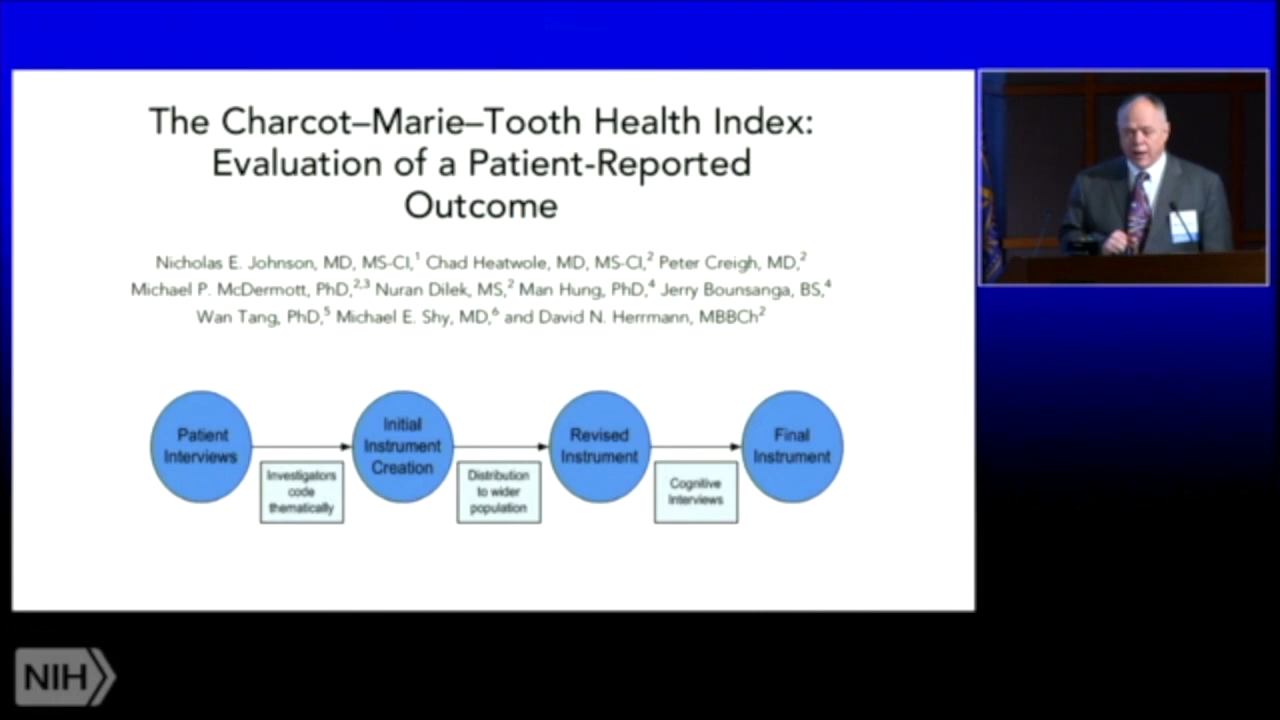 The Charcot–Marie–Tooth Health Index:
Evaluation of a Patient-Reported
Outcome
Nicholas E. Johnson, MD, MS-CI,¹ Chad Heatwole, MD, MS-CI,² Peter Creigh, MD,²
Michael P. McDermott, PhD,²,³ Nuran Dilek, MS,² Man Hung, PhD,⁴ Jerry Bounsanga, BS,⁴
Wan Tang, PhD,⁵ Michael E. Shy, MD,⁶ and David N. Herrmann, MBBCh²
Patient
Interviews
Investigators
code
thematically
Initial
Instrument
Creation
Distribution
to wider
population
Revised
Instrument
Cognitive
Interviews
Final
Instrument
NIH